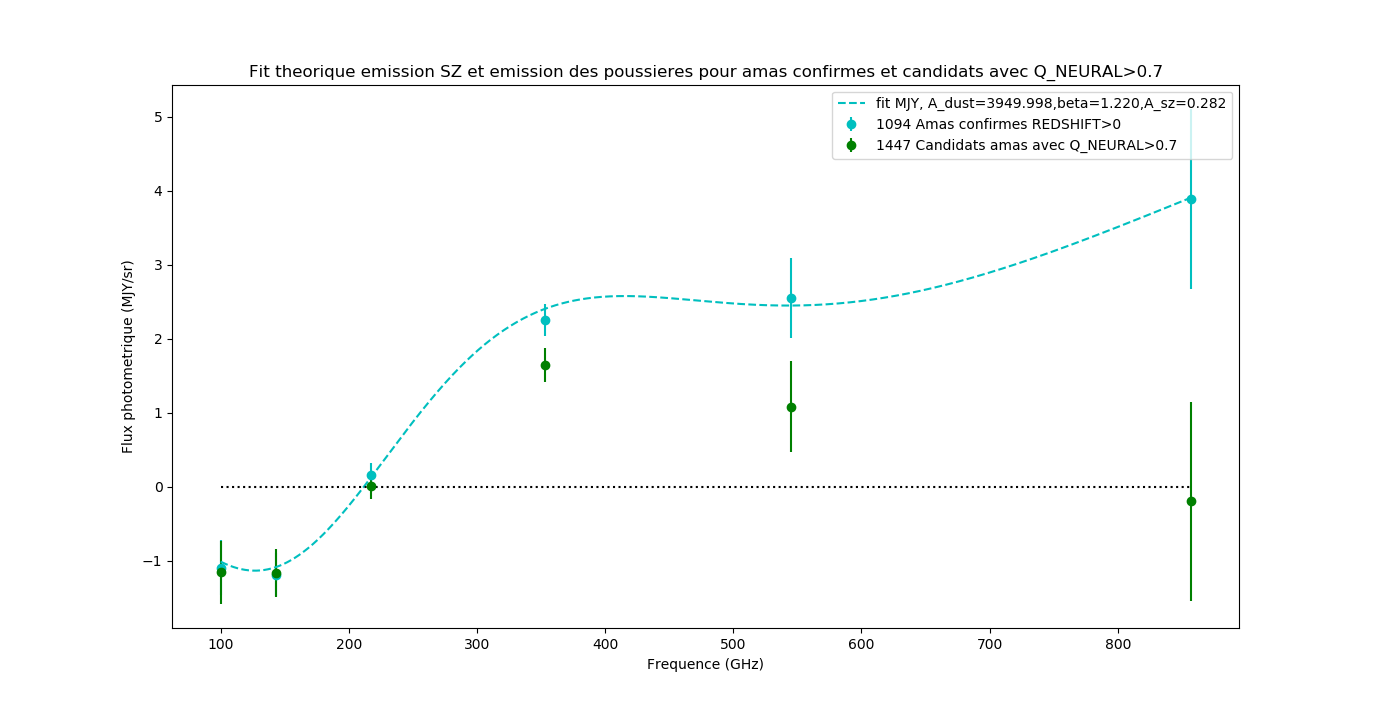 Fit theorique emission SZ et emission des poussieres pour amas confirmes et candidats avec Q_NEURAL>0.7
fit MJY, A_dust=3949.998,beta=1.220,A_sz=0.282
1094 Amas confirmes REDSHIFT>0
1447 Candidats amas avec Q_NEURAL>0.7
Flux photometrique (MJY/sr)
5
4
3
2
1
0
−1
100 200 300 400 500 600 700 800
Frequence (GHz)